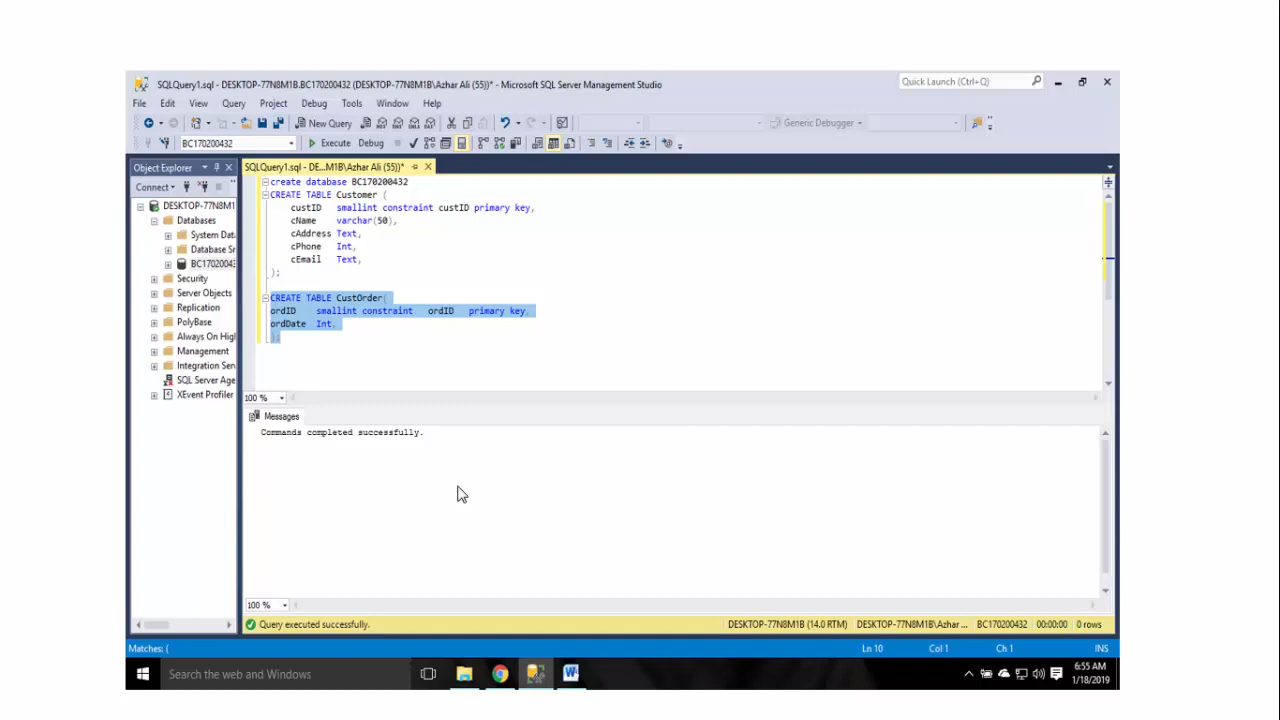 SQLQuery1.sql - DESKTOP-77N8M1B.BC170200432 (DESKTOP-77N8M1B\Azhar Ali (55))* - Microsoft SQL Server Management Studio
Quick Launch (Ctrl+Q)
File Edit View Query Project Debug Tools Window Help
New Query
Generic Debugger
BC170200432
Execute Debug
Object Explorer
SQLQuery1.sql - DE...M1B\Azhar Ali (55))*
Connect
DESKTOP-77N8M1
Databases
System Dat
Database Sn
BC1702004
Security
Server Objects
Replication
PolyBase
Always On Higl
Management
Integration Serv
SQL Server Age
XEvent Profiler
create database BC170200432
CREATE TABLE Customer (
custID smallint constraint custID primary key,
cName varchar(50),
cAddress Text,
cPhone Int,
cEmail Text,
);
CREATE TABLE CustOrder(
ordID smallint constraint ordID primary key,
ordDate Int,
);
100 %
Messages
Commands completed successfully.
100 %
Query executed successfully.
DESKTOP-77N8M1B (14.0 RTM)
DESKTOP-77N8M1B\Azhar ...
BC170200432
00:00:00
0 rows
Matches: (
Ln 10
Col 1
Ch 1
INS
Search the web and Windows
6:55 AM
1/18/2019